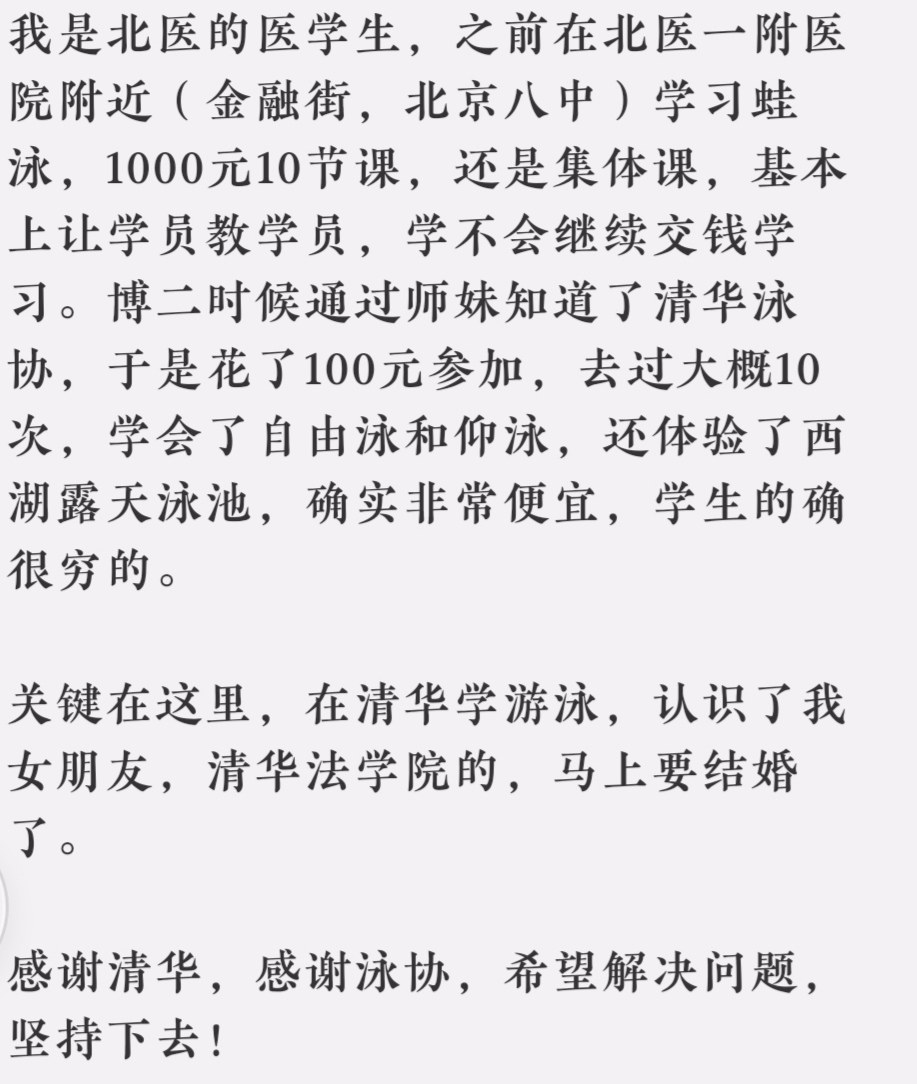 我是北医的医学生，之前在北医一附医
院附近（金融街，北京八中）学习蛙
泳，1000元10节课，还是集体课，基本
上让学员教学员，学不会继续交钱学
习。博二时候通过师妹知道了清华泳
协，于是花了100元参加，去过大概10
次，学会了自由泳和仰泳，还体验了西
湖露天泳池，确实非常便宜，学生的确
很穷的。
关键在这里，在清华学游泳，认识了我
女朋友，清华法学院的，马上要结婚
了。
感谢清华，感谢泳协，希望解决问题，
坚持下去！